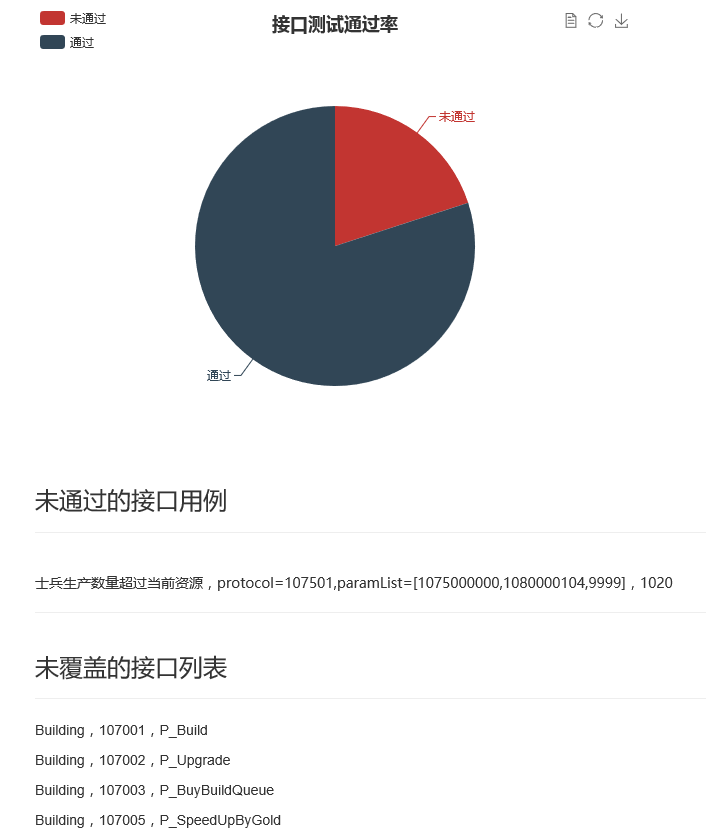 未通过
通过
接口测试通过率
未通过
通过
未通过的接口用例
士兵生产数量超过当前资源，protocol=107501,paramList=[1075000000,1080000104,9999]，1020
未覆盖的接口列表
Building，107001，P_Build
Building，107002，P_Upgrade
Building，107003，P_BuyBuildQueue
Building，107005，P_SpeedUpByGold